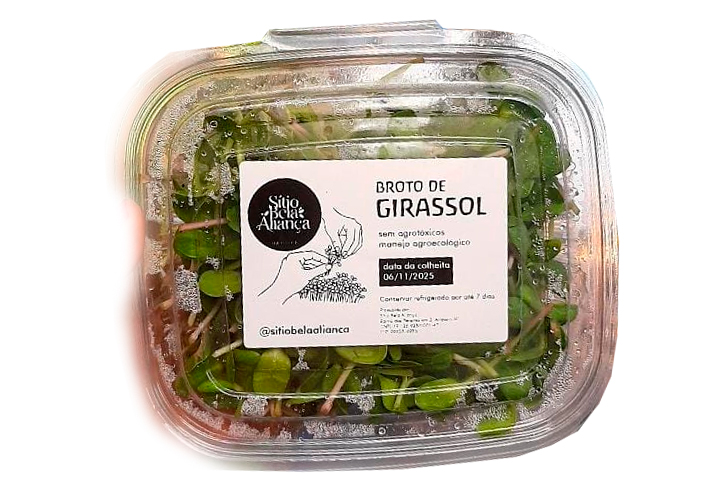 Sítio
Bela
Aliança
BROTO DE
GIRASSOL
sem agrotóxicos
manejo agroecológico
data da colheita
06/11/2025
Conservar refrigerado por até 7 dias
@sitiobelaalianca